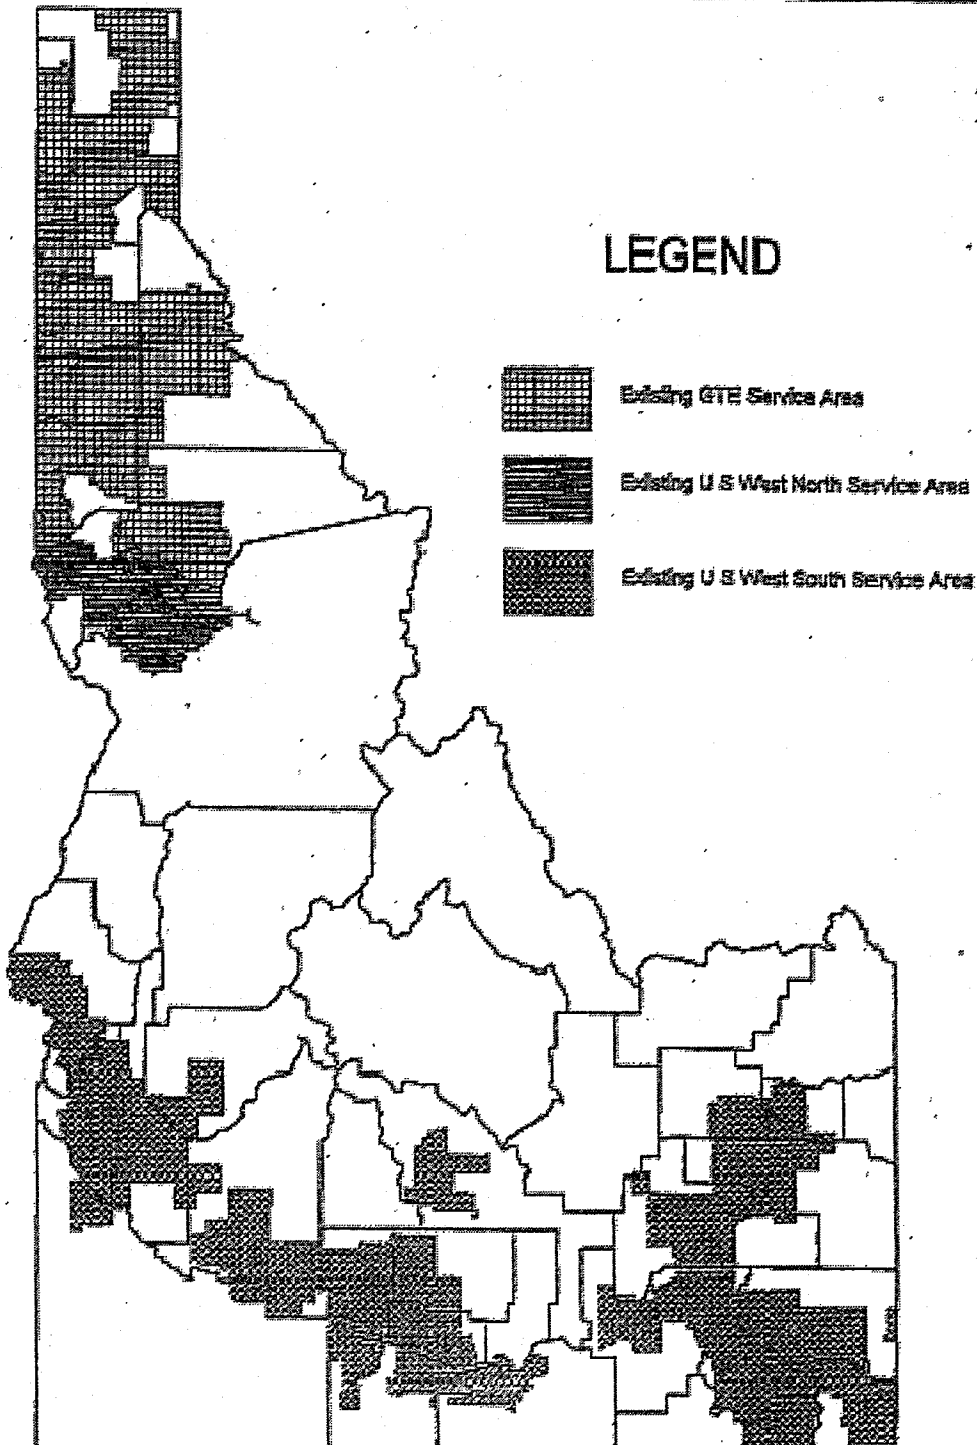 LEGEND
Existing GTE Service Area
Existing U S West North Service Area
Existing U S West South Service Area